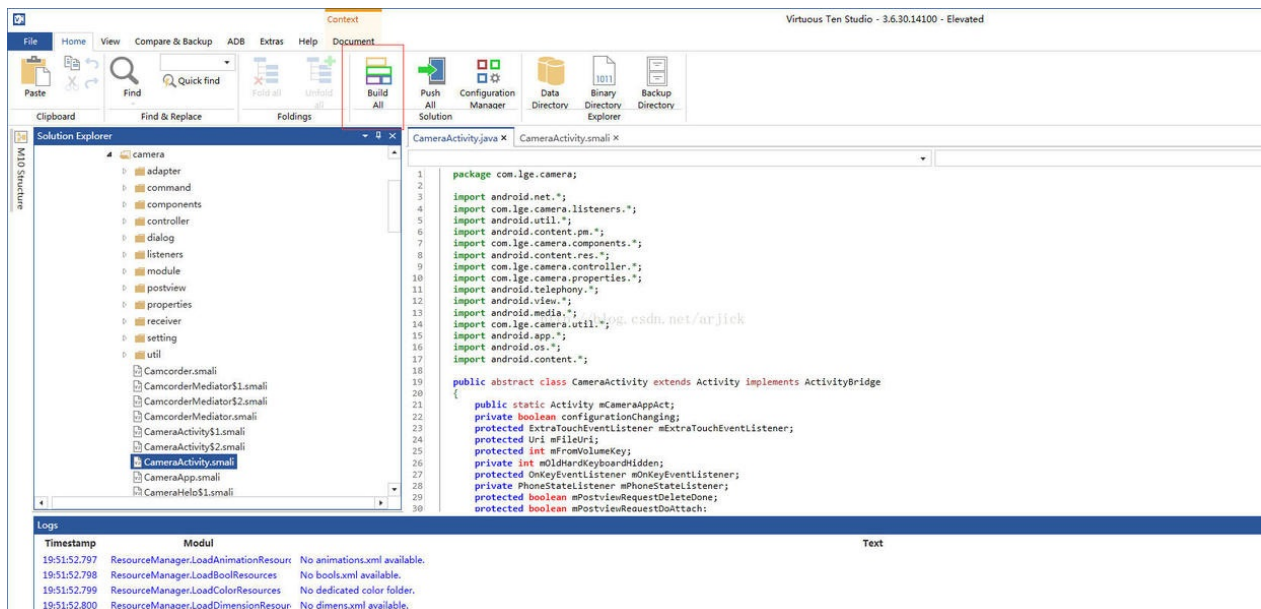 Context
Virtuous Ten Studio - 3.6.30.14100 - Elevated
File Home View Compare & Backup ADB Extras Help Document
Paste
Find
Quick find
Fold all
Unfold all
Build All
Push All
Configuration Manager
Data Directory
Binary Directory
Backup Directory
Clipboard Find & Replace Foldings Solution Explorer
M10 Structure
Solution Explorer
camera
adapter
command
components
controller
dialog
listeners
module
postview
properties
receiver
setting
util
Camcorder.smali
CamcorderMediator$1.smali
CamcorderMediator$2.smali
CamcorderMediator.smali
CameraActivity$1.smali
CameraActivity$2.smali
CameraActivity.smali
CameraApp.smali
CameraHelp$1.smali
CameraActivity.java × CameraActivity.smali ×
1 package com.lge.camera;
2
3 import android.net.*;
4 import com.lge.camera.listeners.*;
5 import android.util.*;
6 import android.content.pm.*;
7 import com.lge.camera.components.*;
8 import android.content.res.*;
9 import com.lge.camera.controller.*;
10 import com.lge.camera.properties.*;
11 import android.telephony.*;
12 import android.view.*;
13 import android.media.*;
14 import com.lge.camera.util.*;
15 import android.app.*;
16 import android.os.*;
17 import android.content.*;
18
19 public abstract class CameraActivity extends Activity implements ActivityBridge
20 {
21 public static Activity mCameraAppAct;
22 private boolean configurationChanging;
23 protected ExtraTouchEventListener mExtraTouchEventListener;
24 protected Uri mFileUri;
25 protected int mFromVolumeKey;
26 private int mOldHardKeyboardHidden;
27 protected OnKeyEventListener mOnKeyEventListener;
28 private PhoneStateListener mPhoneStateListener;
29 protected boolean mPostviewRequestDeleteDone;
30 protected boolean mPostviewRequestDoAttach;
blog.csdn.net/arjick
Logs
Timestamp Modul Text
19:51:52.797 ResourceManager.LoadAnimationResourc No animations.xml available.
19:51:52.798 ResourceManager.LoadBoolResources No bools.xml available.
19:51:52.799 ResourceManager.LoadColorResources No dedicated color folder.
19:51:52.800 ResourceManager.LoadDimensionResour No dimens.xml available.